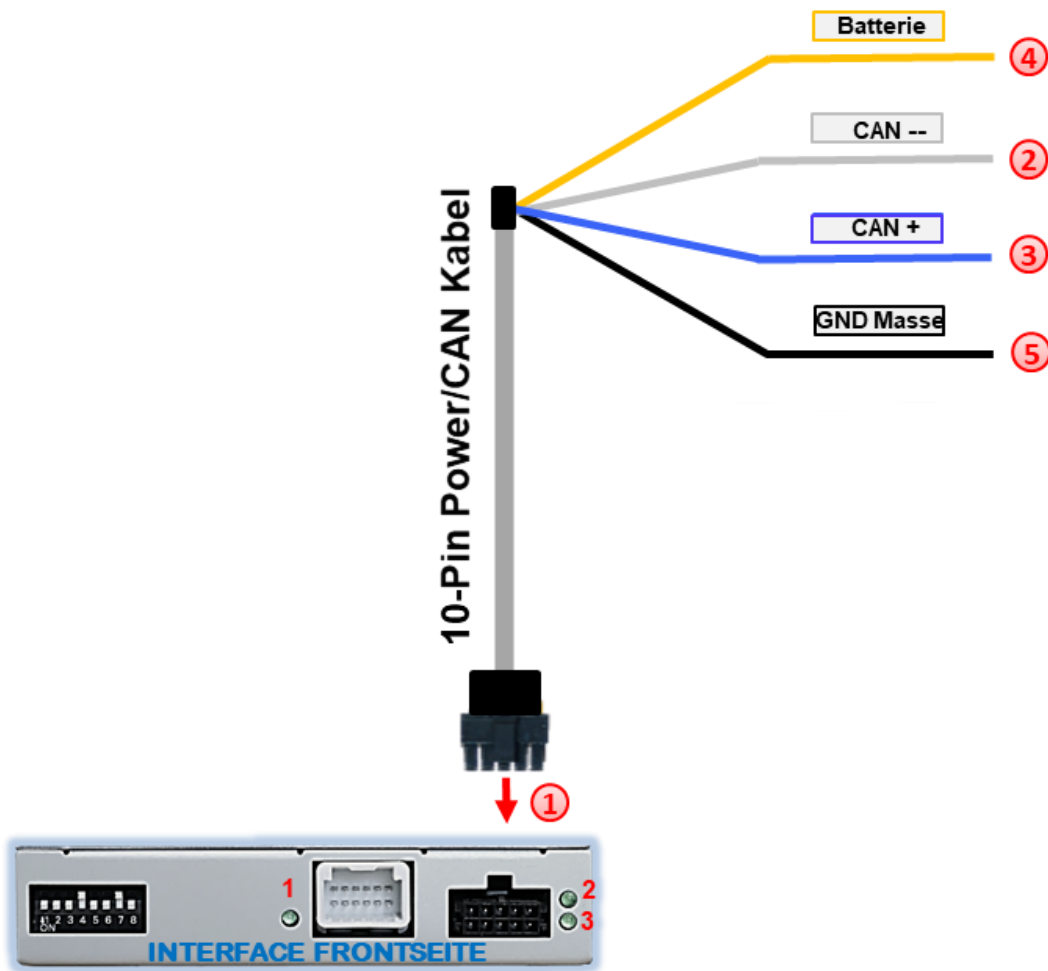 Batterie
4
CAN --
2
CAN +
3
GND Masse
5
10-Pin Power/CAN Kabel
1
1
2
3
1 2 3 4 5 6 7 8
ON
INTERFACE FRONTSEITE